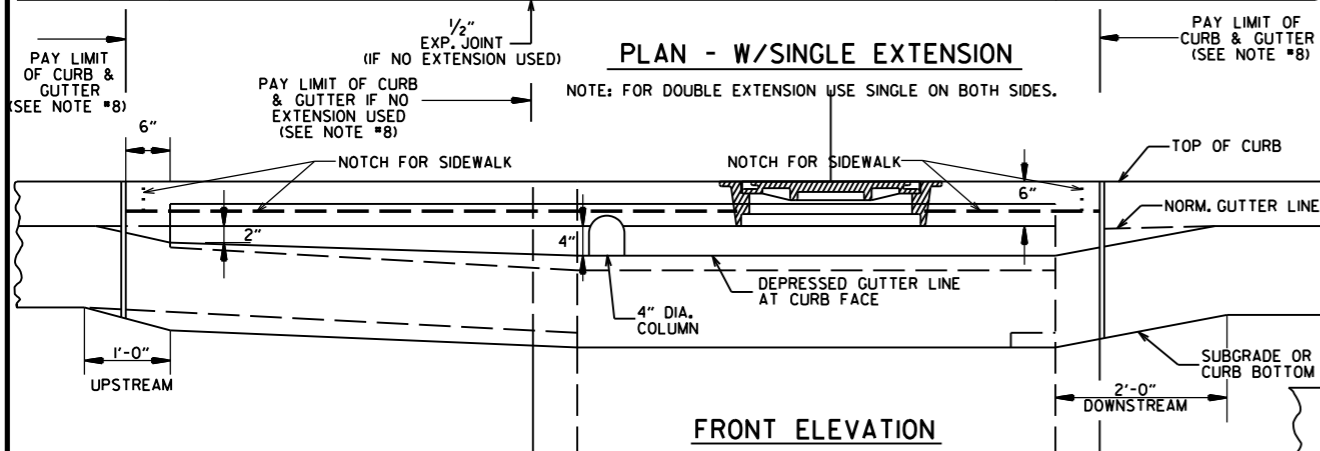 PAY LIMIT
OF CURB &
GUTTER
(SEE NOTE #8)
1/2"
EXP. JOINT
(IF NO EXTENSION USED)
PAY LIMIT OF CURB
& GUTTER IF NO
EXTENSION USED
(SEE NOTE #8)
PLAN - W/SINGLE EXTENSION
NOTE: FOR DOUBLE EXTENSION USE SINGLE ON BOTH SIDES.
PAY LIMIT OF
CURB & GUTTER
(SEE NOTE #8)
6"
NOTCH FOR SIDEWALK
NOTCH FOR SIDEWALK
TOP OF CURB
6"
NORM. GUTTER LINE
2"
4"
DEPRESSED GUTTER LINE
AT CURB FACE
4" DIA.
COLUMN
1'-0"
UPSTREAM
SUBGRADE OR
CURB BOTTOM
2'-0"
DOWNSTREAM
FRONT ELEVATION